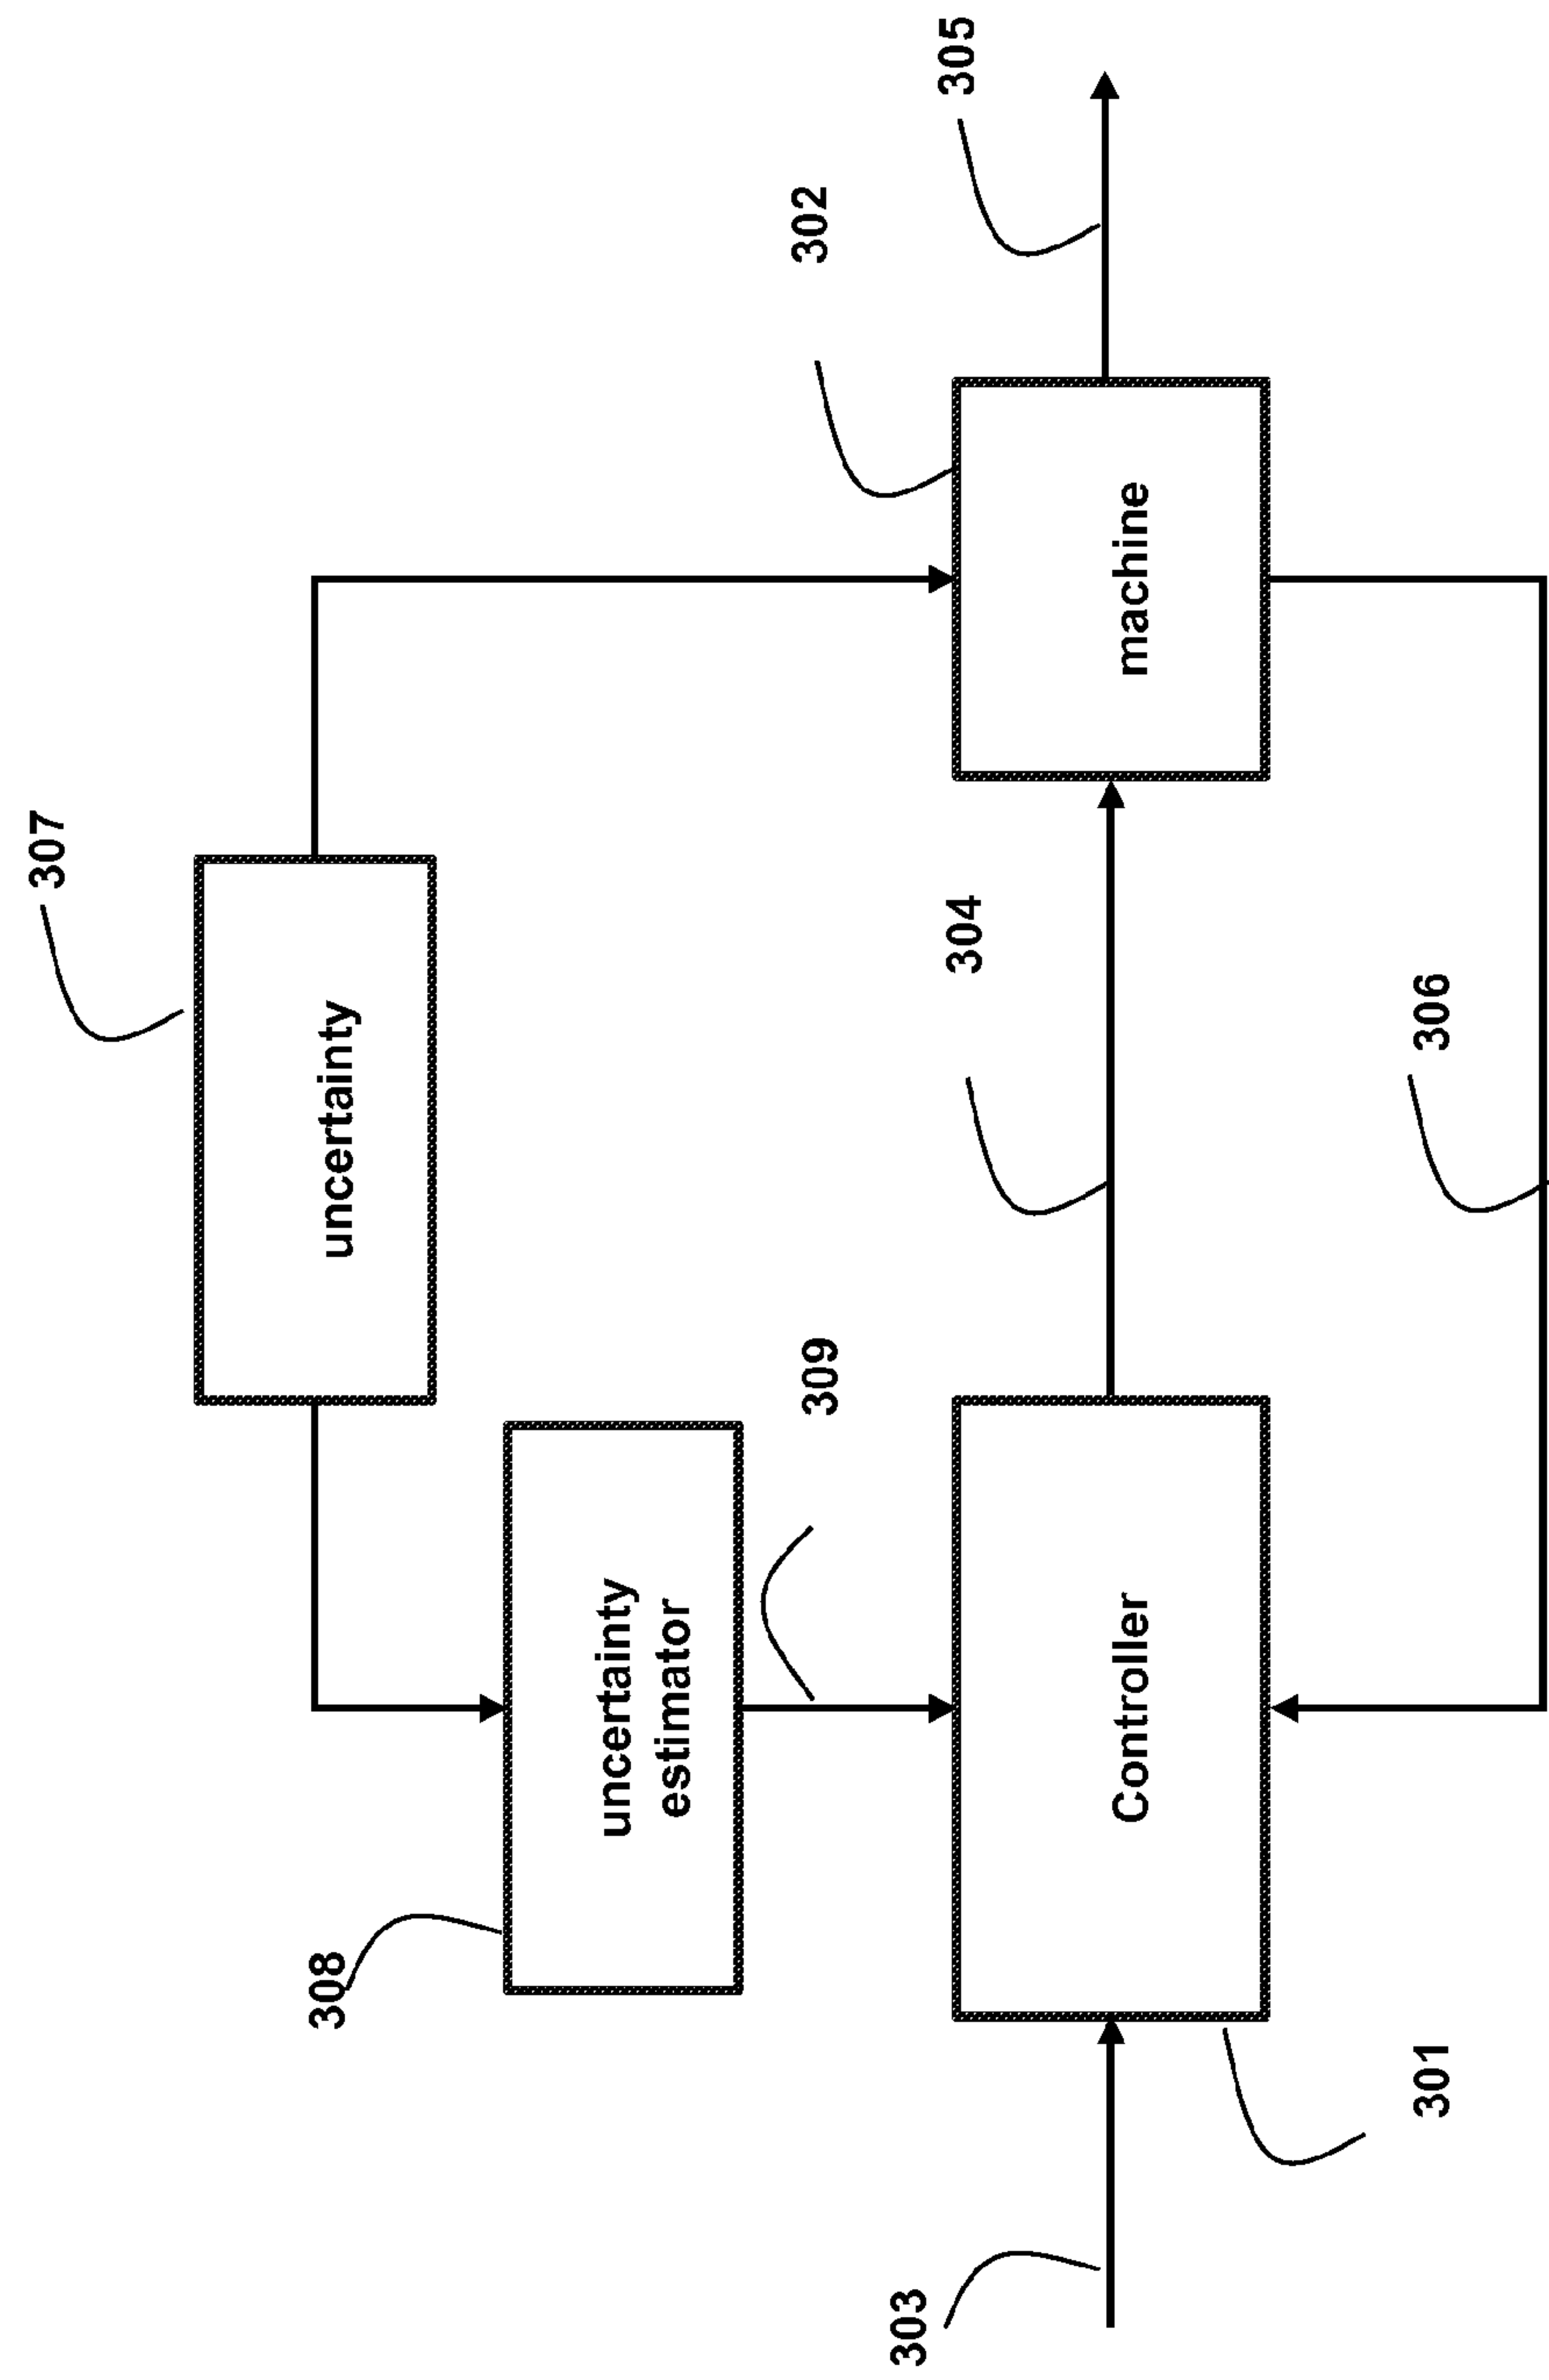 307
uncertainty
308
uncertainty
estimator
309
302
305
304
303
Controller
machine
301
306